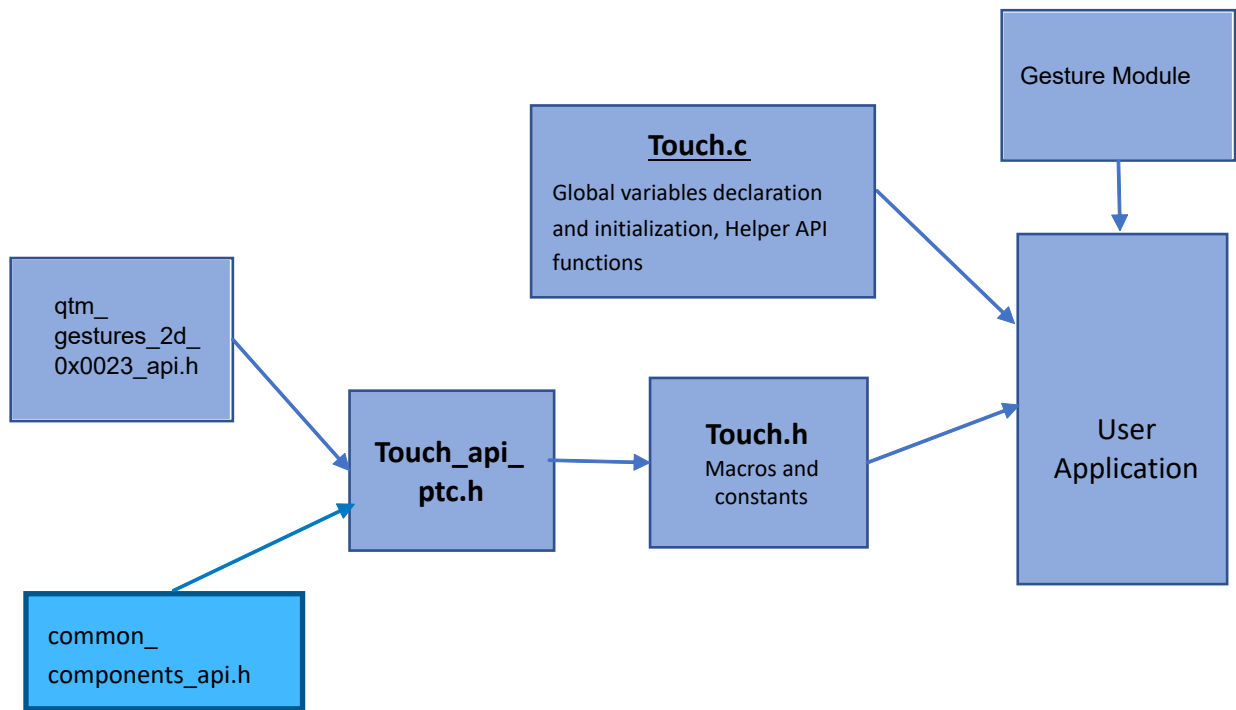 Gesture Module
Touch.c
Global variables declaration
and initialization, Helper API
functions
qtm_
gestures_2d_
0x0023_api.h
Touch_api_
ptc.h
Touch.h
Macros and
constants
User
Application
common_
components_api.h